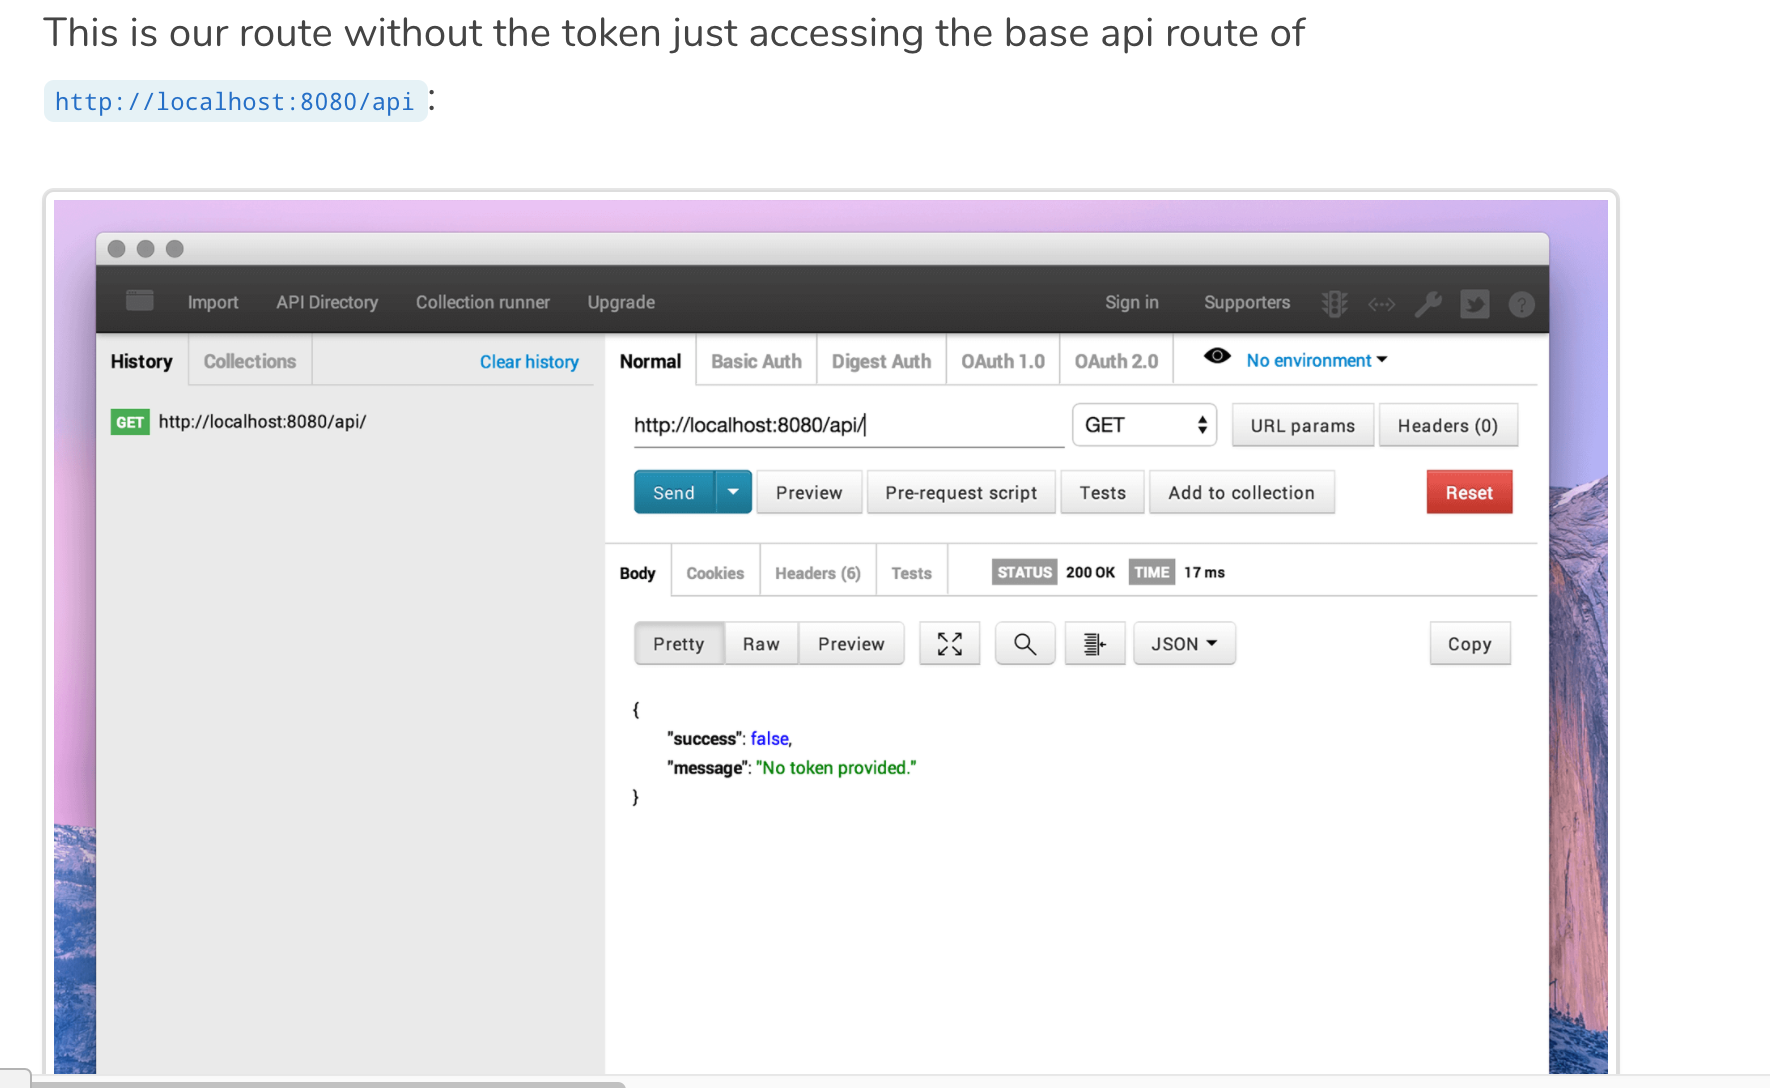 This is our route without the token just accessing the base api route of
http://localhost:8080/api :
Import API Directory Collection runner Upgrade Sign in Supporters ?
History Collections Clear history Normal Basic Auth Digest Auth OAuth 1.0 OAuth 2.0 No environment
GET http://localhost:8080/api/
http://localhost:8080/api/ GET URL params Headers (0)
Send Preview Pre-request script Tests Add to collection Reset
Body Cookies Headers (6) Tests STATUS 200 OK TIME 17 ms
Pretty Raw Preview JSON Copy
{
"success": false,
"message": "No token provided."
}